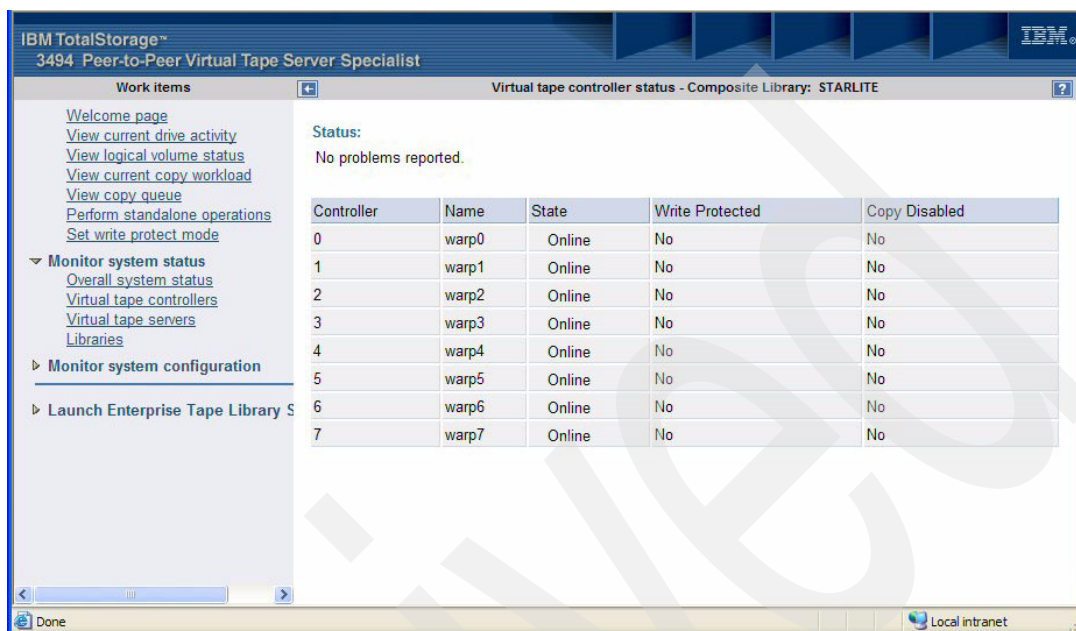 IBM TotalStorage™
3494 Peer-to-Peer Virtual Tape Server Specialist
IBM®
Work items
Virtual tape controller status - Composite Library: STARLITE
?
Welcome page
View current drive activity
View logical volume status
View current copy workload
View copy queue
Perform standalone operations
Set write protect mode
Monitor system status
Overall system status
Virtual tape controllers
Virtual tape servers
Libraries
Monitor system configuration
Launch Enterprise Tape Library S
Status:
No problems reported.
Controller Name State Write Protected Copy Disabled
0 warp0 Online No No
1 warp1 Online No No
2 warp2 Online No No
3 warp3 Online No No
4 warp4 Online No No
5 warp5 Online No No
6 warp6 Online No No
7 warp7 Online No No
Done
Local intranet